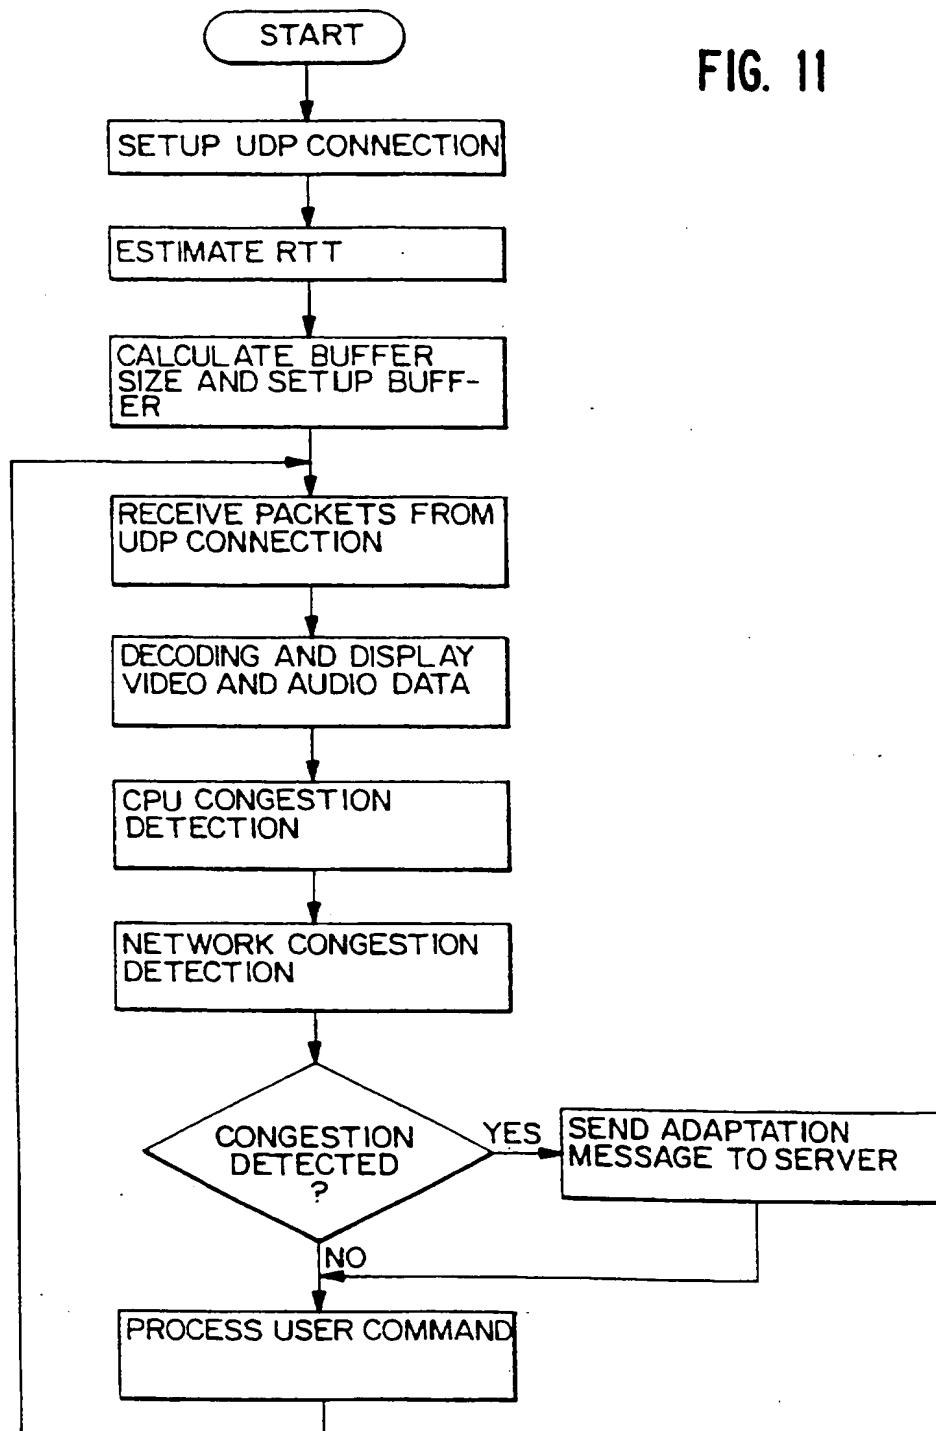 START
FIG. 11
SETUP UDP CONNECTION
ESTIMATE RTT
CALCULATE BUFFER
SIZE AND SETUP BUFF-
ER
RECEIVE PACKETS FROM
UDP CONNECTION
DECODING AND DISPLAY
VIDEO AND AUDIO DATA
CPU CONGESTION
DETECTION
NETWORK CONGESTION
DETECTION
CONGESTION
DETECTED
?
YES
SEND ADAPTATION
MESSAGE TO SERVER
NO
PROCESS USER COMMAND